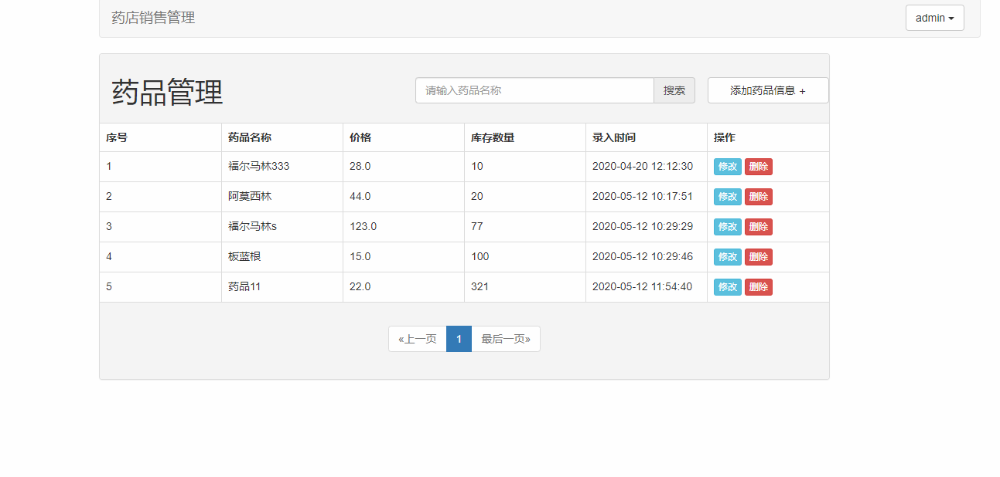 药店销售管理 admin
药品管理 请输入药品名称 搜索 添加药品信息 +
序号 药品名称 价格 库存数量 录入时间 操作
1 福尔马林333 28.0 10 2020-04-20 12:12:30 修改 删除
2 阿莫西林 44.0 20 2020-05-12 10:17:51 修改 删除
3 福尔马林s 123.0 77 2020-05-12 10:29:29 修改 删除
4 板蓝根 15.0 100 2020-05-12 10:29:46 修改 删除
5 药品11 22.0 321 2020-05-12 11:54:40 修改 删除
«上一页 1 最后一页»